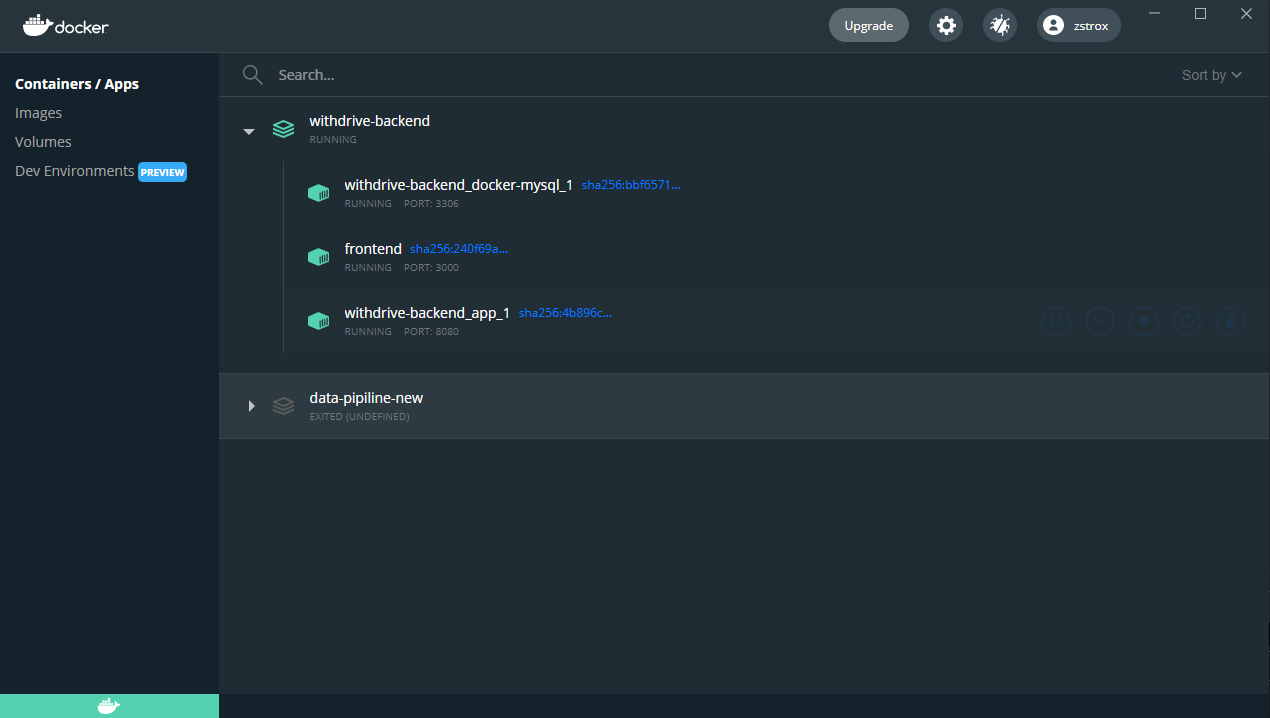 docker
Upgrade
zstrox
Containers / Apps
Images
Volumes
Dev Environments PREVIEW
Search...
Sort by
withdrive-backend
RUNNING
withdrive-backend_docker-mysql_1 sha256:bbf6571...
RUNNING PORT: 3306
frontend sha256:240f69a...
RUNNING PORT: 3000
withdrive-backend_app_1 sha256:4b896c...
RUNNING PORT: 8080
data-pipiline-new
EXITED (UNDEFINED)